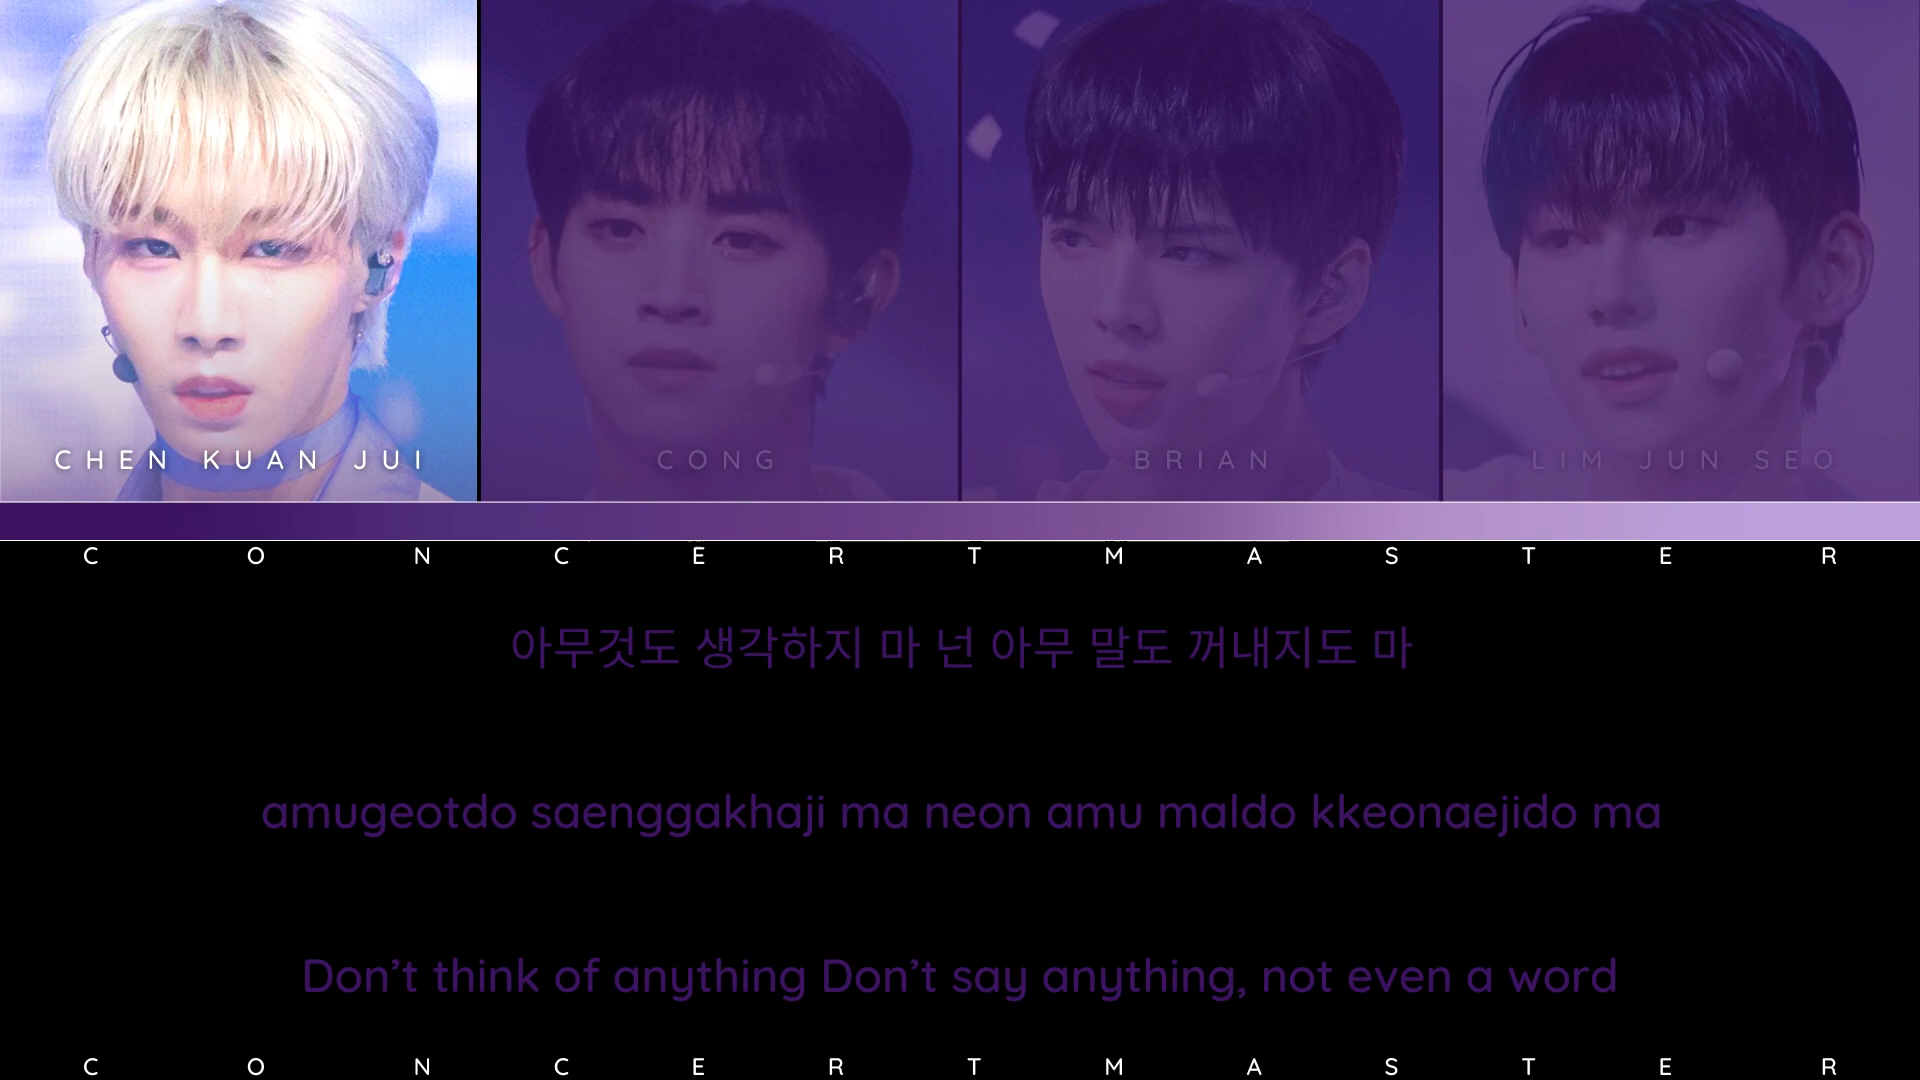 CHEN KUAN JUI
CONG
BRIAN
LIM JUN SEO
CONCERTMASTER
아무것도 생각하지 마 넌 아무 말도 꺼내지도 마
amugeotdo saenggakhaji ma neon amu maldo kkeonaejido ma
Don’t think of anything Don’t say anything, not even a word
CONCERTMASTER